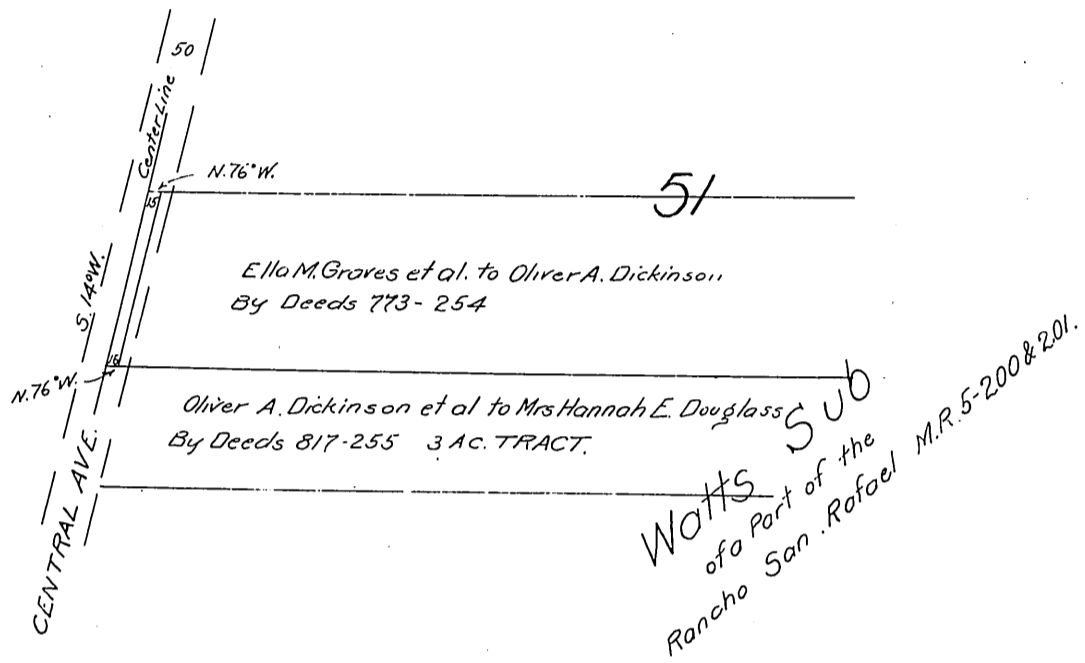 50
Center Line
N.76°W.
51
15
Ella M. Groves et al. to Oliver A. Dickinson
By Deeds 773-254
S. 14°W.
15
N.76°W.
Oliver A. Dickinson et al to Mrs Hannah E. Douglass
By Deeds 817-255 3 AC. TRACT.
CENTRAL AVE.
Watts Sub
of a Part of the
Rancho San Rafael M.R. 5-200 & 201.